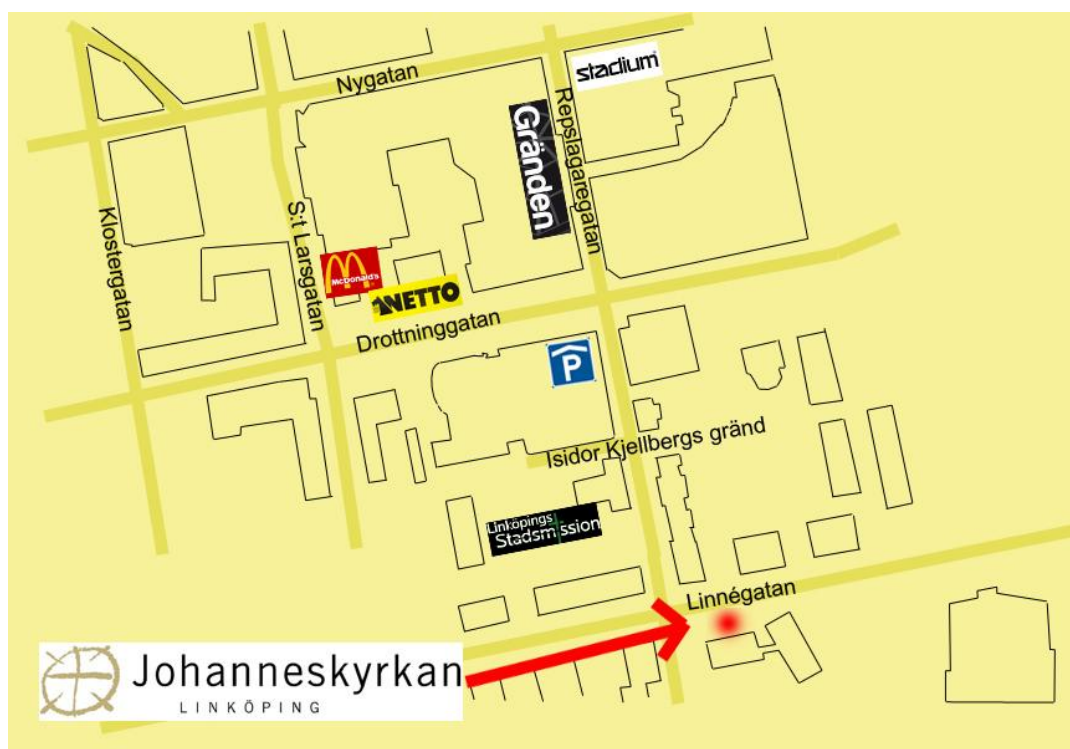 Nygatan
stadium
Repslagaregatan
Gränden
Klostergatan
S:t Larsgatan
McDonald's
NETTO
Drottninggatan
P
Isidor Kjellbergs gränd
Linköpings
Stadsmission
Linnégatan
Johanneskyrkan
LINKÖPING